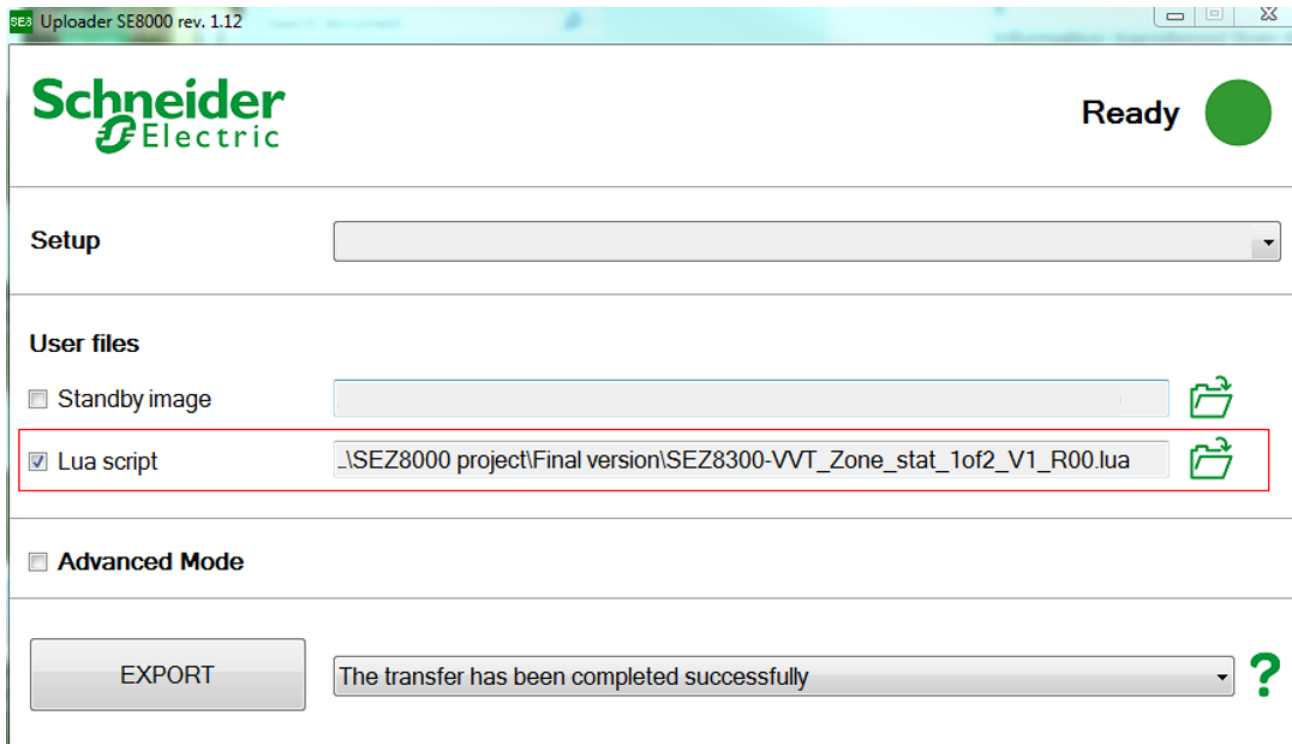 SE8 Uploader SE8000 rev. 1.12
Schneider
Electric
Ready
Setup
User files
Standby image
Lua script
\SEZ8000 project\Final version\SEZ8300-VVT_Zone_stat_1of2_V1_R00.lua
Advanced Mode
EXPORT
The transfer has been completed successfully
?